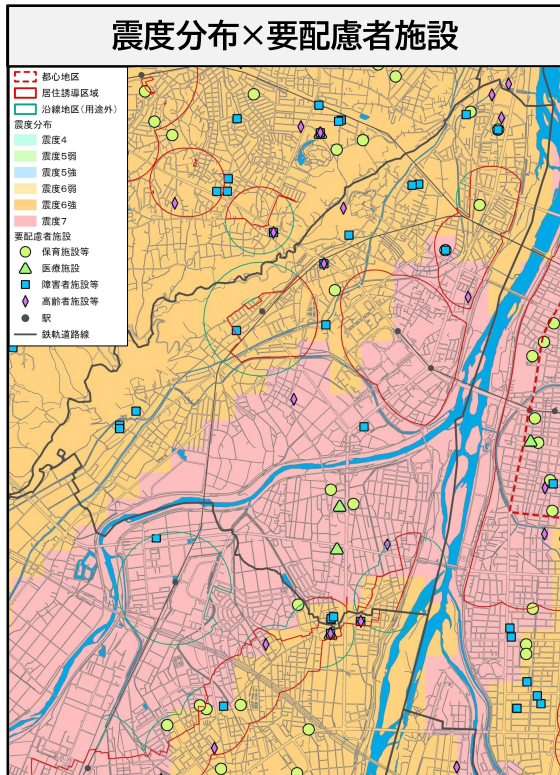 震度分布×要配慮者施設
都心地区
居住誘導区域
沿線地区(用途外)
震度分布
震度4
震度5弱
震度5強
震度6弱
震度6強
震度7
要配慮者施設
保育施設等
医療施設
障害者施設等
高齢者施設等
駅
鉄軌道路線